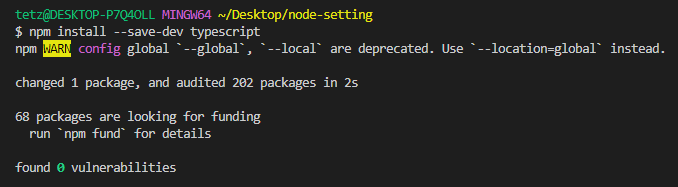 tetz@DESKTOP-P7Q4OLL MINGW64 ~/Desktop/node-setting
$ npm install --save-dev typescript
npm WARN config global `--global`, `--local` are deprecated. Use `--location=global` instead.
changed 1 package, and audited 202 packages in 2s
68 packages are looking for funding
run `npm fund` for details
found 0 vulnerabilities